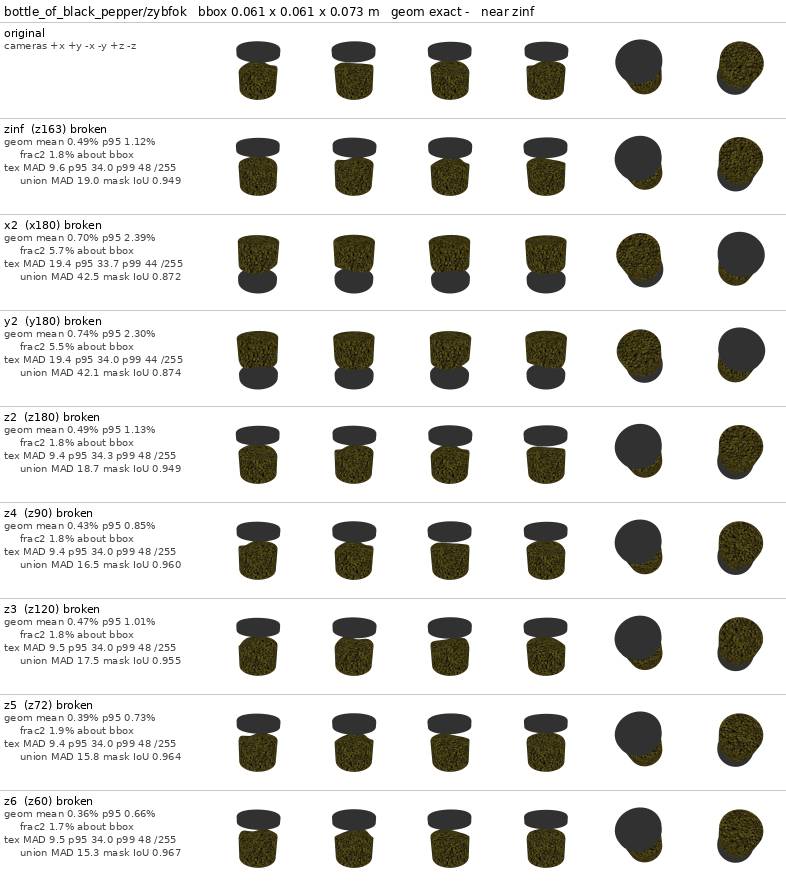 bottle_of_black_pepper/zybfok bbox 0.061 x 0.061 x 0.073 m geom exact - near zinf
original
cameras +x +y -x -y +z -z
zinf (z163) broken
geom mean 0.49% p95 1.12%
frac2 1.8% about bbox
tex MAD 9.6 p95 34.0 p99 48 /255
union MAD 19.0 mask IoU 0.949
x2 (x180) broken
geom mean 0.70% p95 2.39%
frac2 5.7% about bbox
tex MAD 19.4 p95 33.7 p99 44 /255
union MAD 42.5 mask IoU 0.872
y2 (y180) broken
geom mean 0.74% p95 2.30%
frac2 5.5% about bbox
tex MAD 19.4 p95 34.0 p99 44 /255
union MAD 42.1 mask IoU 0.874
z2 (z180) broken
geom mean 0.49% p95 1.13%
frac2 1.8% about bbox
tex MAD 9.4 p95 34.3 p99 48 /255
union MAD 18.7 mask IoU 0.949
z4 (z90) broken
geom mean 0.43% p95 0.85%
frac2 1.8% about bbox
tex MAD 9.4 p95 34.0 p99 48 /255
union MAD 16.5 mask IoU 0.960
z3 (z120) broken
geom mean 0.47% p95 1.01%
frac2 1.8% about bbox
tex MAD 9.5 p95 34.0 p99 48 /255
union MAD 17.5 mask IoU 0.955
z5 (z72) broken
geom mean 0.39% p95 0.73%
frac2 1.9% about bbox
tex MAD 9.4 p95 34.0 p99 48 /255
union MAD 15.8 mask IoU 0.964
z6 (z60) broken
geom mean 0.36% p95 0.66%
frac2 1.7% about bbox
tex MAD 9.5 p95 34.0 p99 48 /255
union MAD 15.3 mask IoU 0.967